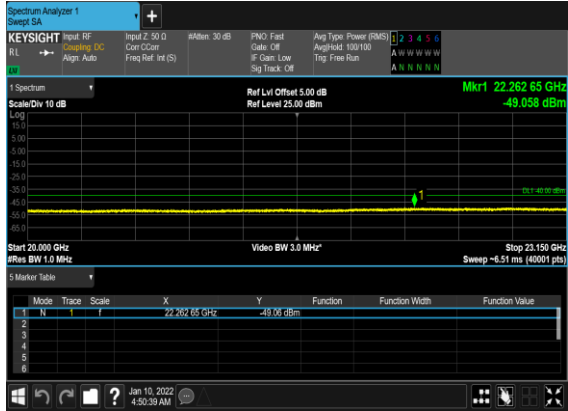 Spectrum Analyzer 1
Swept SA
+
KEYSIGHT Input: RF Input Z: 50 Ω #Atten: 30 dB PNO: Fast Avg Type: Power (RMS) 1 2 3 4 5 6
RL Coupling: DC Corr CCorr Gate: Off Avg|Hold: 100/100 A W W W W W
Align: Auto Freq Ref: Int (S) IF Gain: Low Trig: Free Run
Sig Track: Off A N N N N N
1 Spectrum Ref Lvl Offset 5.00 dB Mkr1 22.262 65 GHz
Scale/Div 10 dB Ref Level 25.00 dBm -49.058 dBm
Log
15.0
5.00
-5.00
-15.0
-25.0
-35.0 1 DL1 -40.00 dBm
-45.0
-55.0
-65.0
Start 20.000 GHz Video BW 3.0 MHz* Stop 23.150 GHz
#Res BW 1.0 MHz Sweep ~6.51 ms (40001 pts)
5 Marker Table
Mode Trace Scale X Y Function Function Width Function Value
1 N 1 f 22.262 65 GHz -49.06 dBm
2
3
4
5
6
? Jan 10, 2022
4:50:39 AM